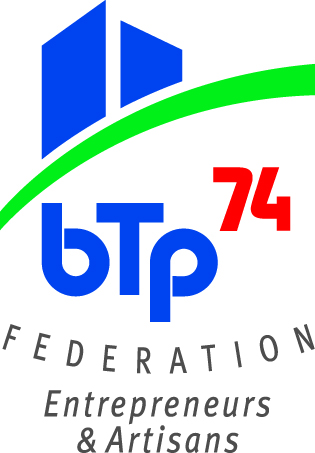 bTp 74
FEDERATION
Entrepreneurs
& Artisans